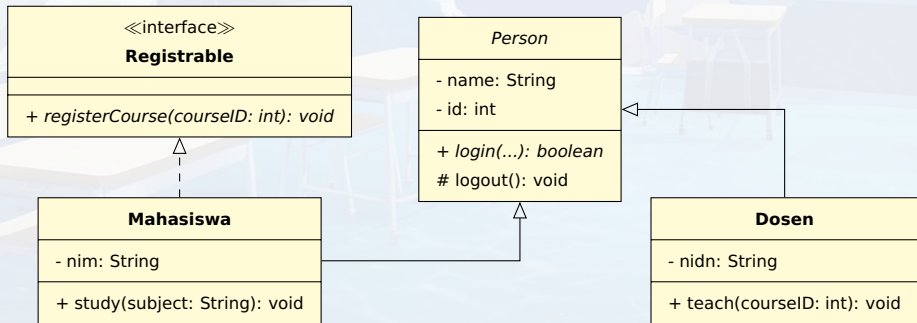 ≪interface≫
Registrable
+ registerCourse(courseID: int): void
Person
- name: String
- id: int
+ login(...): boolean
# logout(): void
Mahasiswa
- nim: String
+ study(subject: String): void
Dosen
- nidn: String
+ teach(courseID: int): void